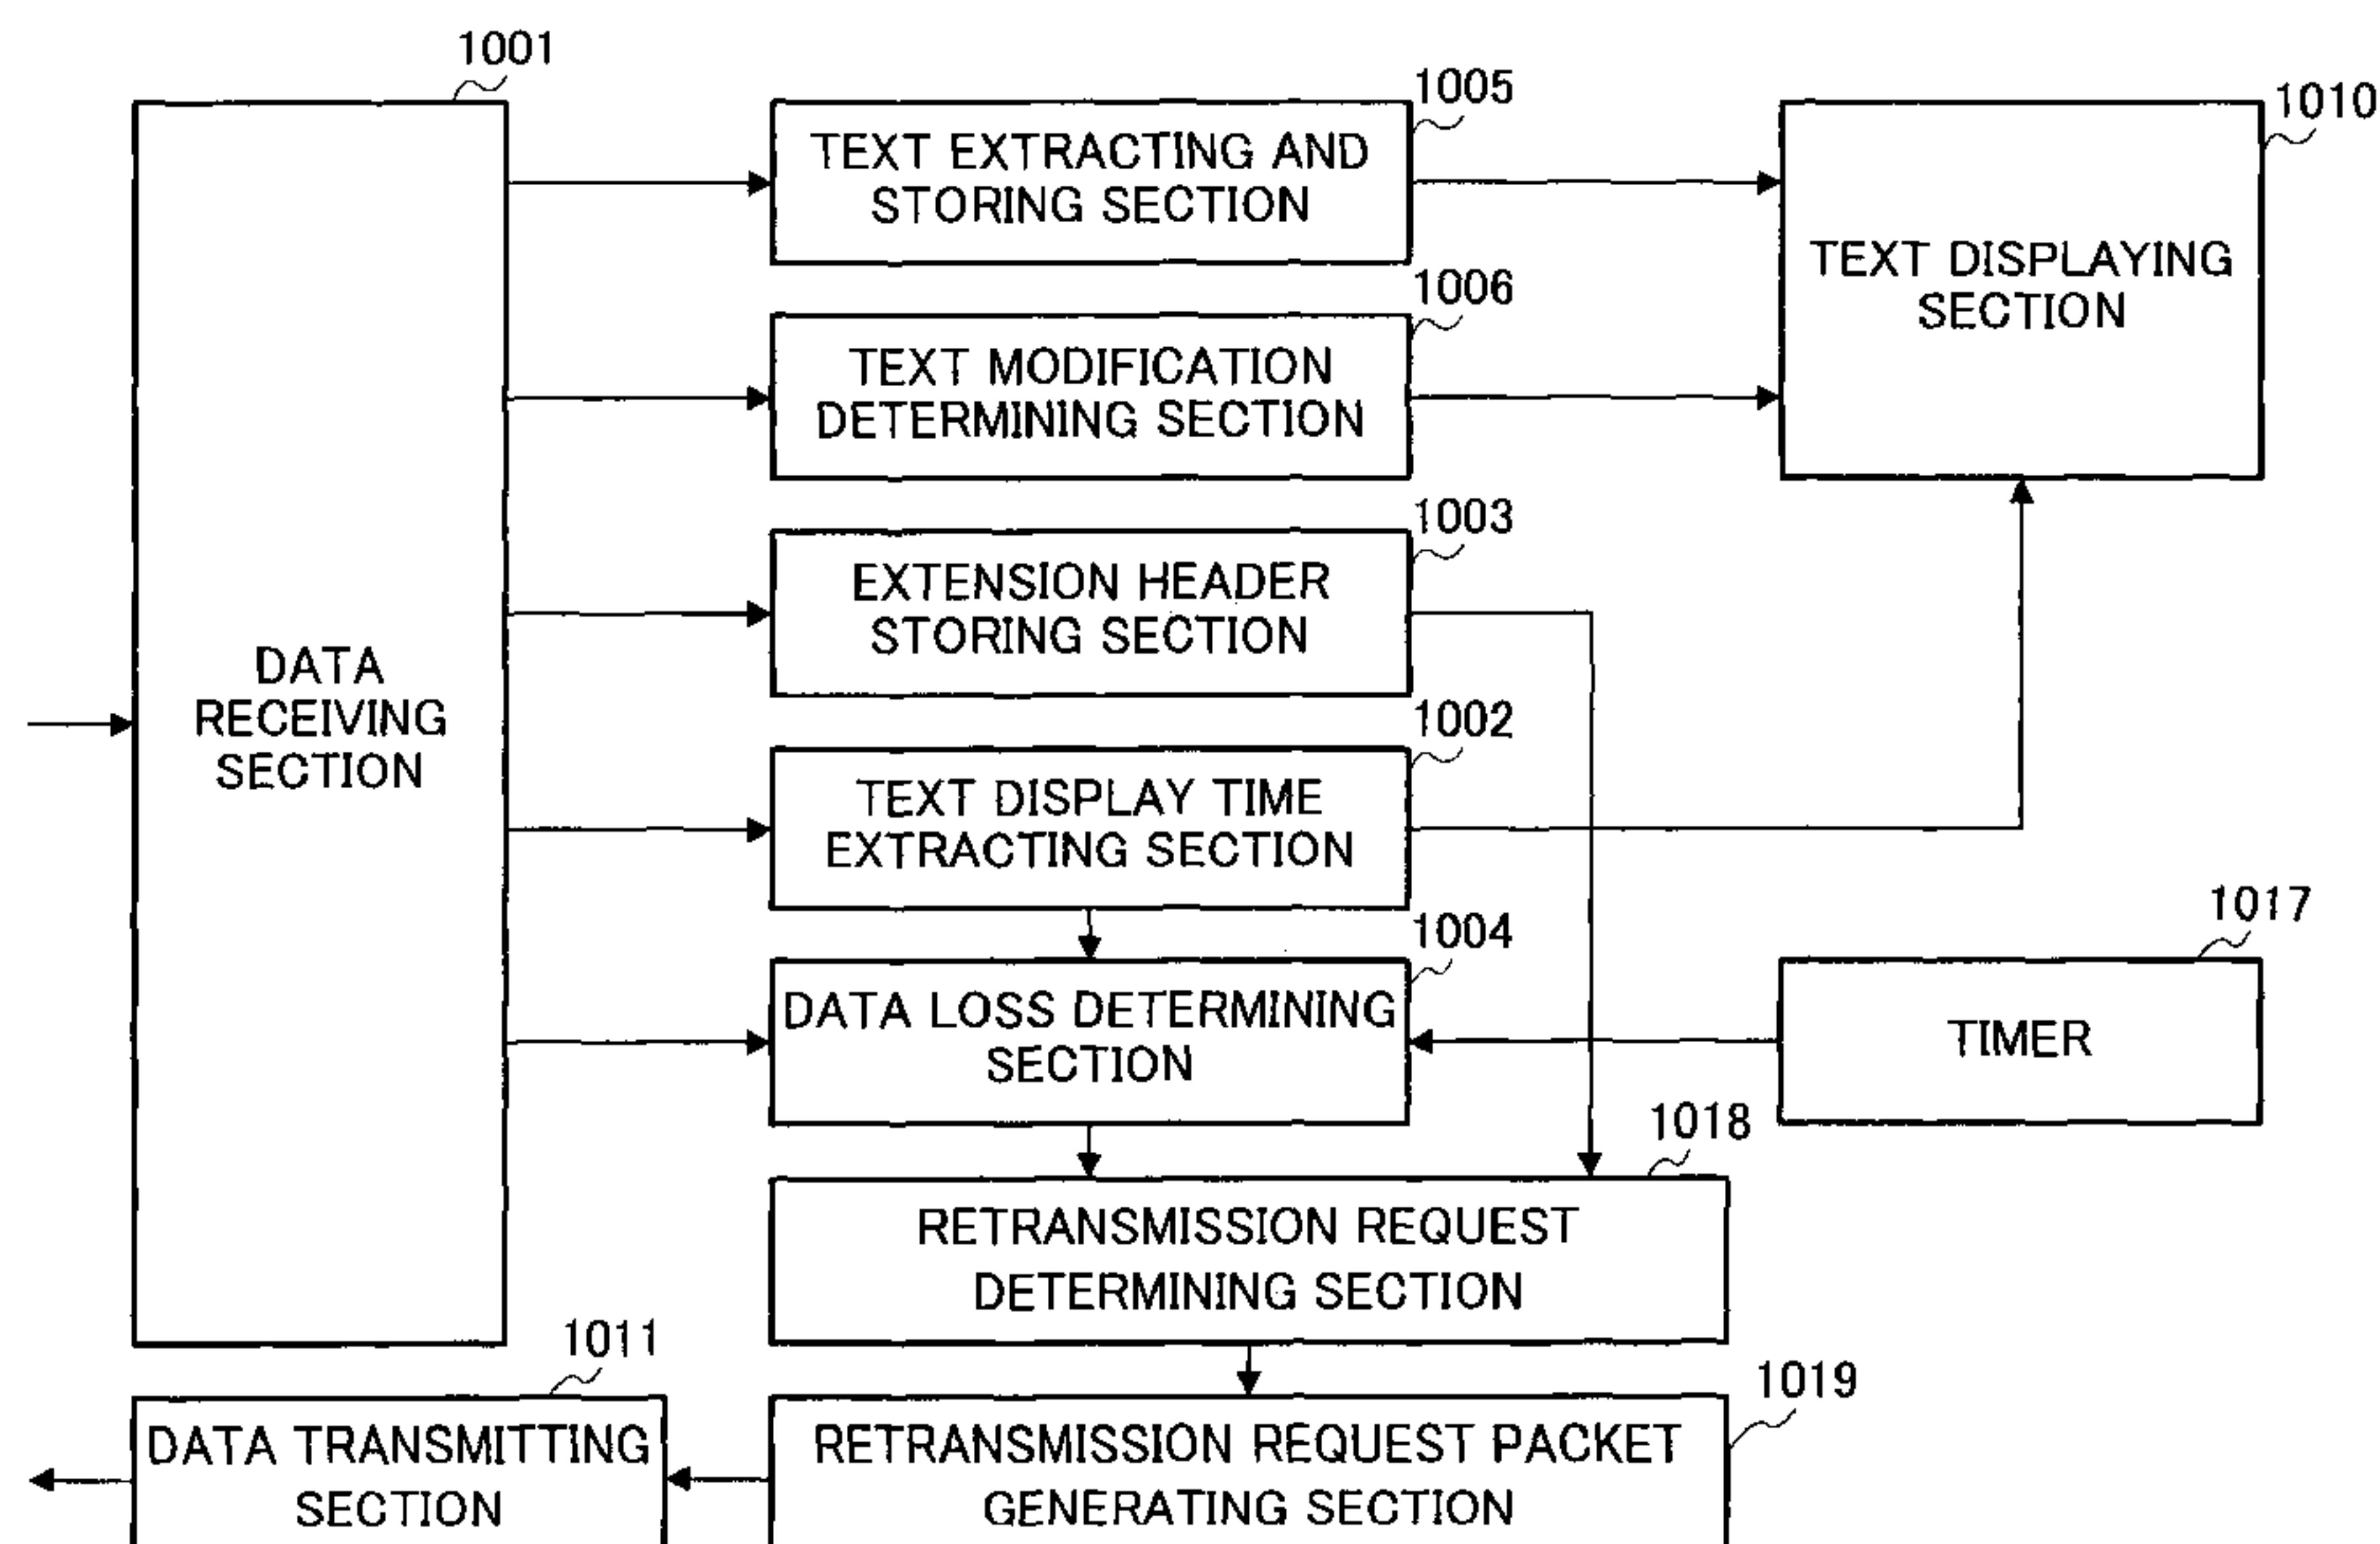 1001
DATA
RECEIVING
SECTION
1005
TEXT EXTRACTING AND
STORING SECTION
1006
TEXT MODIFICATION
DETERMINING SECTION
1003
EXTENSION HEADER
STORING SECTION
1002
TEXT DISPLAY TIME
EXTRACTING SECTION
1004
DATA LOSS DETERMINING
SECTION
1010
TEXT DISPLAYING
SECTION
1017
TIMER
1018
RETRANSMISSION REQUEST
DETERMINING SECTION
1011
DATA TRANSMITTING
SECTION
1019
RETRANSMISSION REQUEST PACKET
GENERATING SECTION